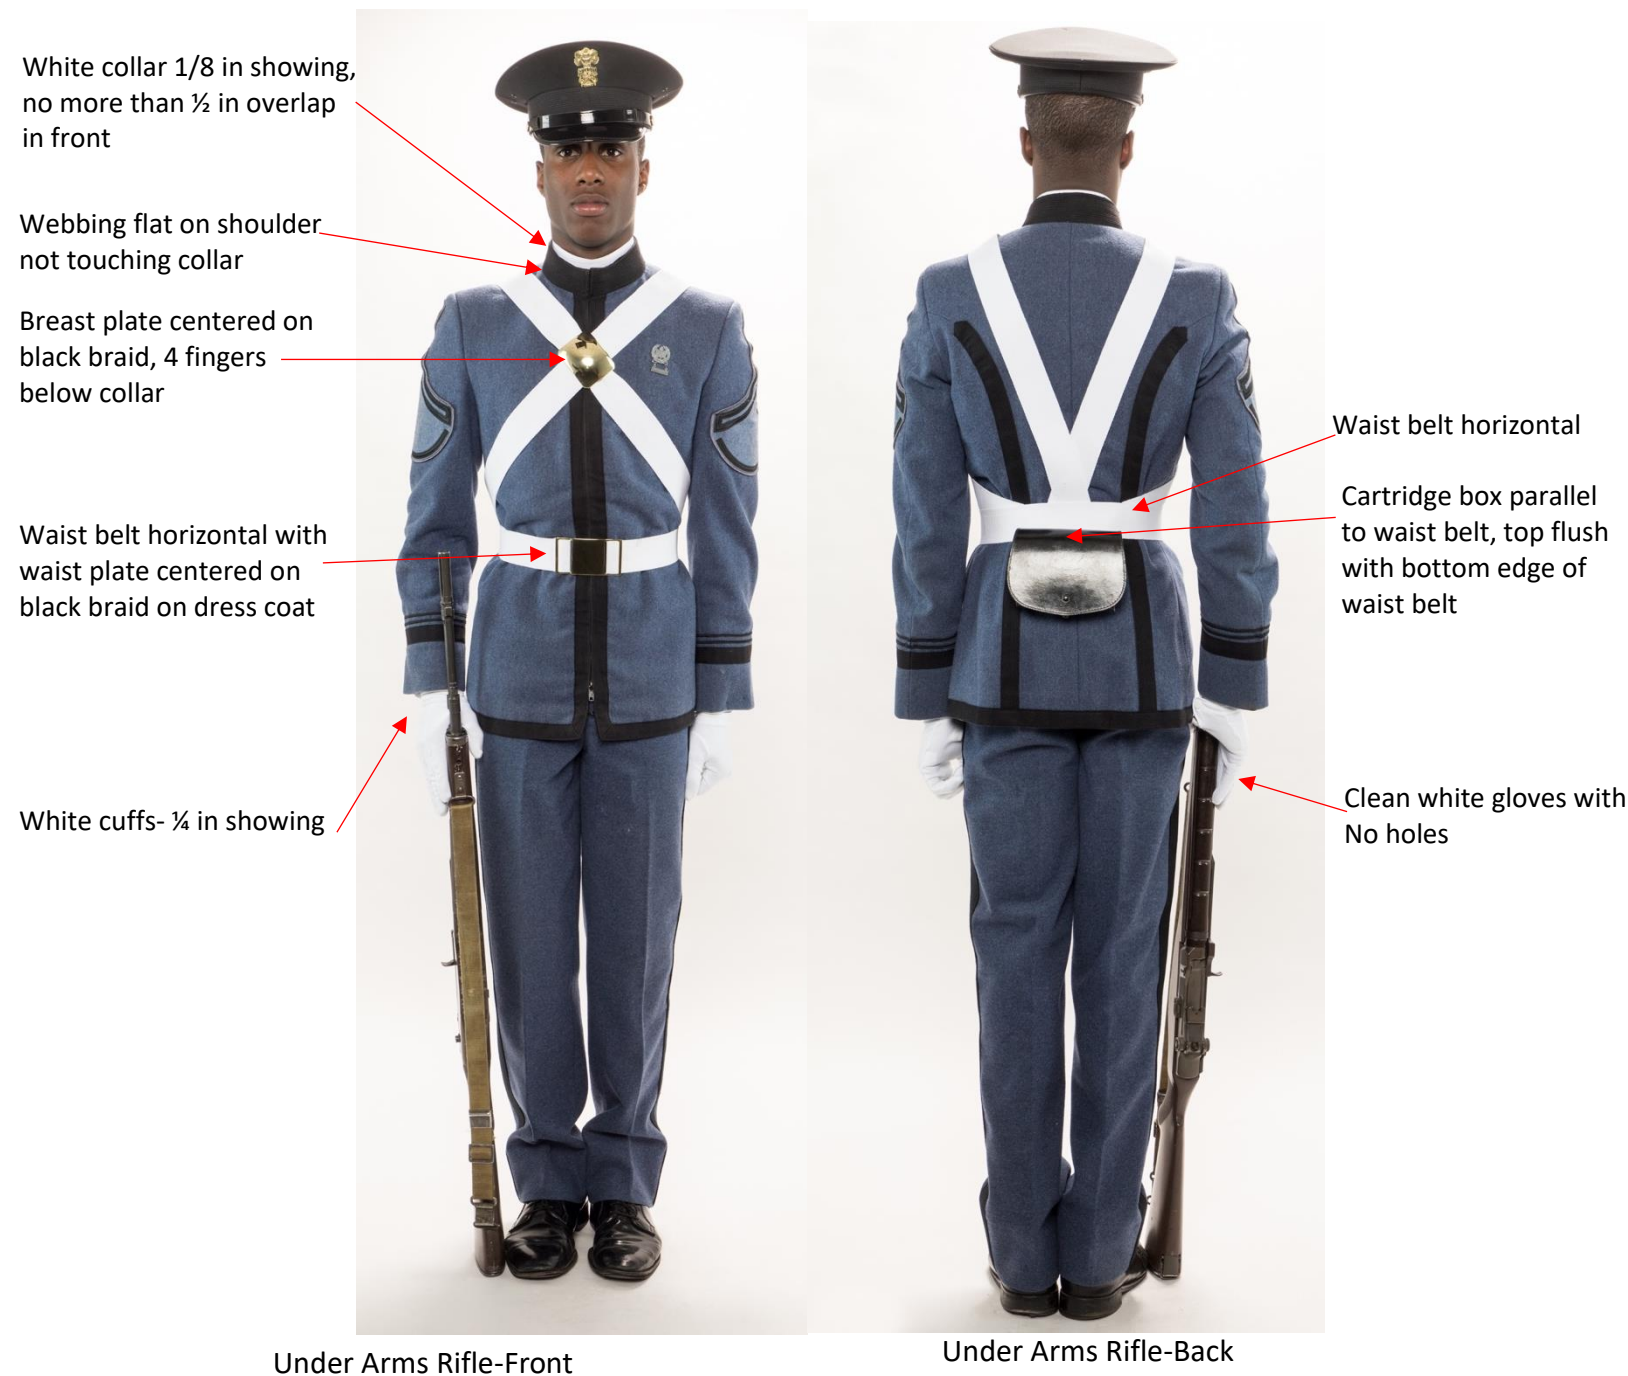 White collar 1/8 in showing,
no more than ½ in overlap
in front
Webbing flat on shoulder
not touching collar
Breast plate centered on
black braid, 4 fingers
below collar
Waist belt horizontal with
waist plate centered on
black braid on dress coat
White cuffs- ¼ in showing
Waist belt horizontal
Cartridge box parallel
to waist belt, top flush
with bottom edge of
waist belt
Clean white gloves with
No holes
Under Arms Rifle-Front
Under Arms Rifle-Back